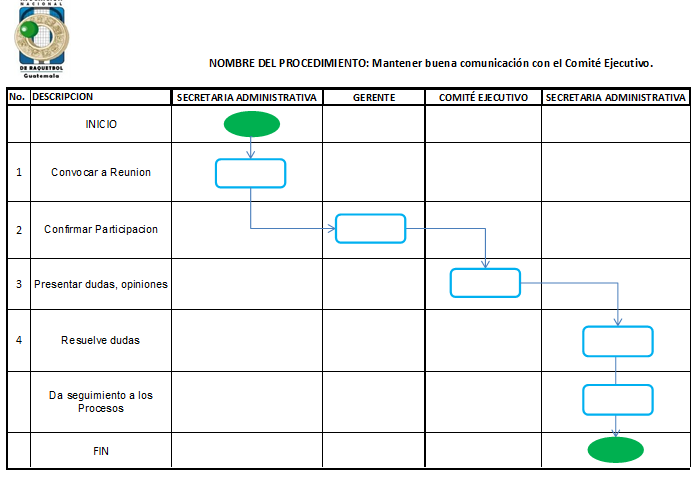 NACIONAL
DE RAQUETBOL
Guatemala
NOMBRE DEL PROCEDIMIENTO: Mantener buena comunicación con el Comité Ejecutivo.
No. DESCRIPCION SECRETARIA ADMINISTRATIVA GERENTE COMITÉ EJECUTIVO SECRETARIA ADMINISTRATIVA
INICIO
1 Convocar a Reunion
2 Confirmar Participacion
3 Presentar dudas, opiniones
4 Resuelve dudas
Da seguimiento a los
Procesos
FIN